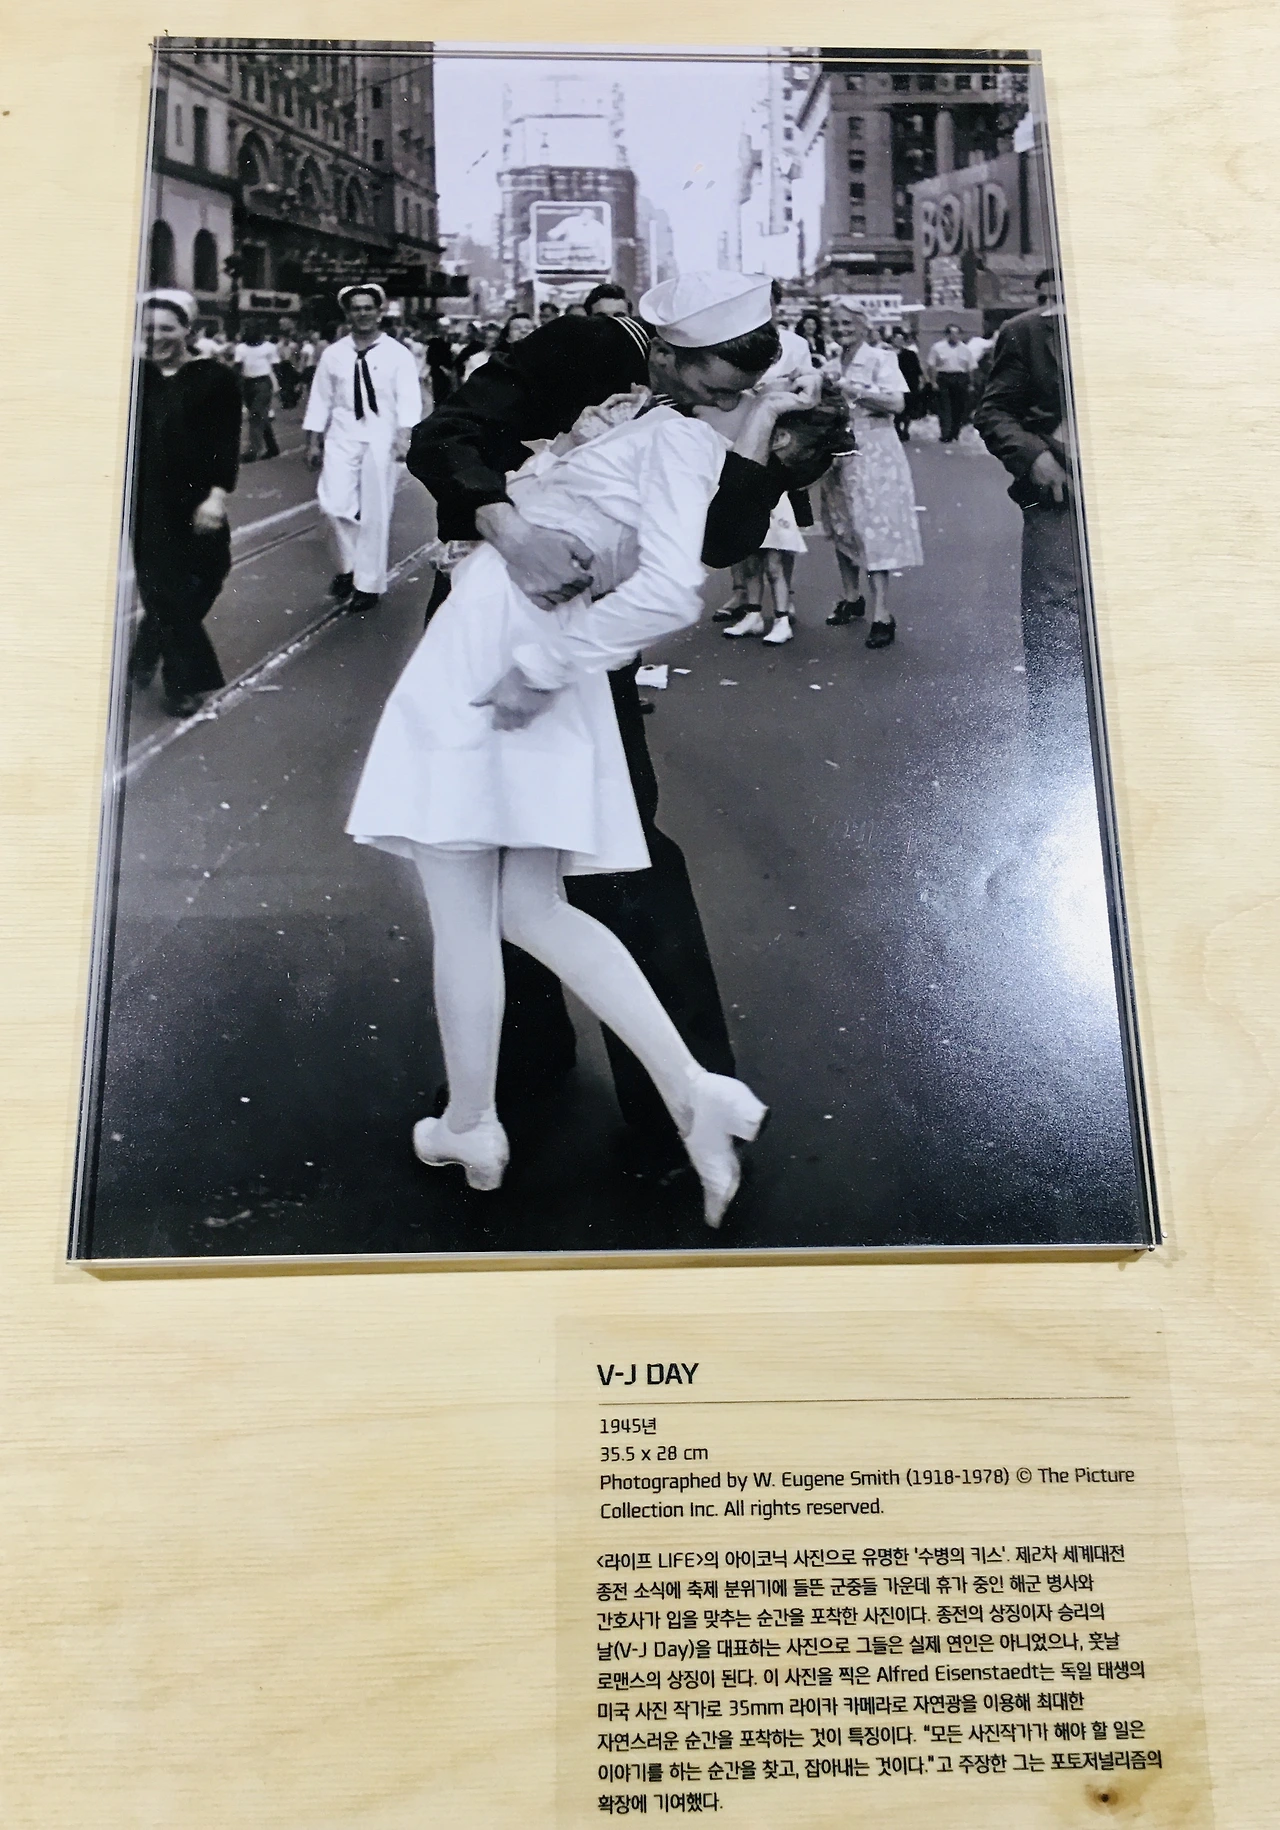 BOND
V-J DAY
1945년
35.5 x 28 cm
Photographed by W. Eugene Smith (1918-1978) © The Picture
Collection Inc. All rights reserved.
<라이프 LIFE>의 아이코닉 사진으로 유명한 '수병의 키스'. 제2차 세계대전
종전 소식에 축제 분위기에 들뜬 군중들 가운데 휴가 중인 해군 병사와
간호사가 입을 맞추는 순간을 포착한 사진이다. 종전의 상징이자 승리의
날(V-J Day)을 대표하는 사진으로 그들은 실제 연인은 아니었으나, 훗날
로맨스의 상징이 된다. 이 사진을 찍은 Alfred Eisenstaedt는 독일 태생의
미국 사진 작가로 35mm 라이카 카메라로 자연광을 이용해 최대한
자연스러운 순간을 포착하는 것이 특징이다. "모든 사진작가가 해야 할 일은
이야기를 하는 순간을 찾고, 잡아내는 것이다."고 주장한 그는 포토저널리즘의
확장에 기여했다.